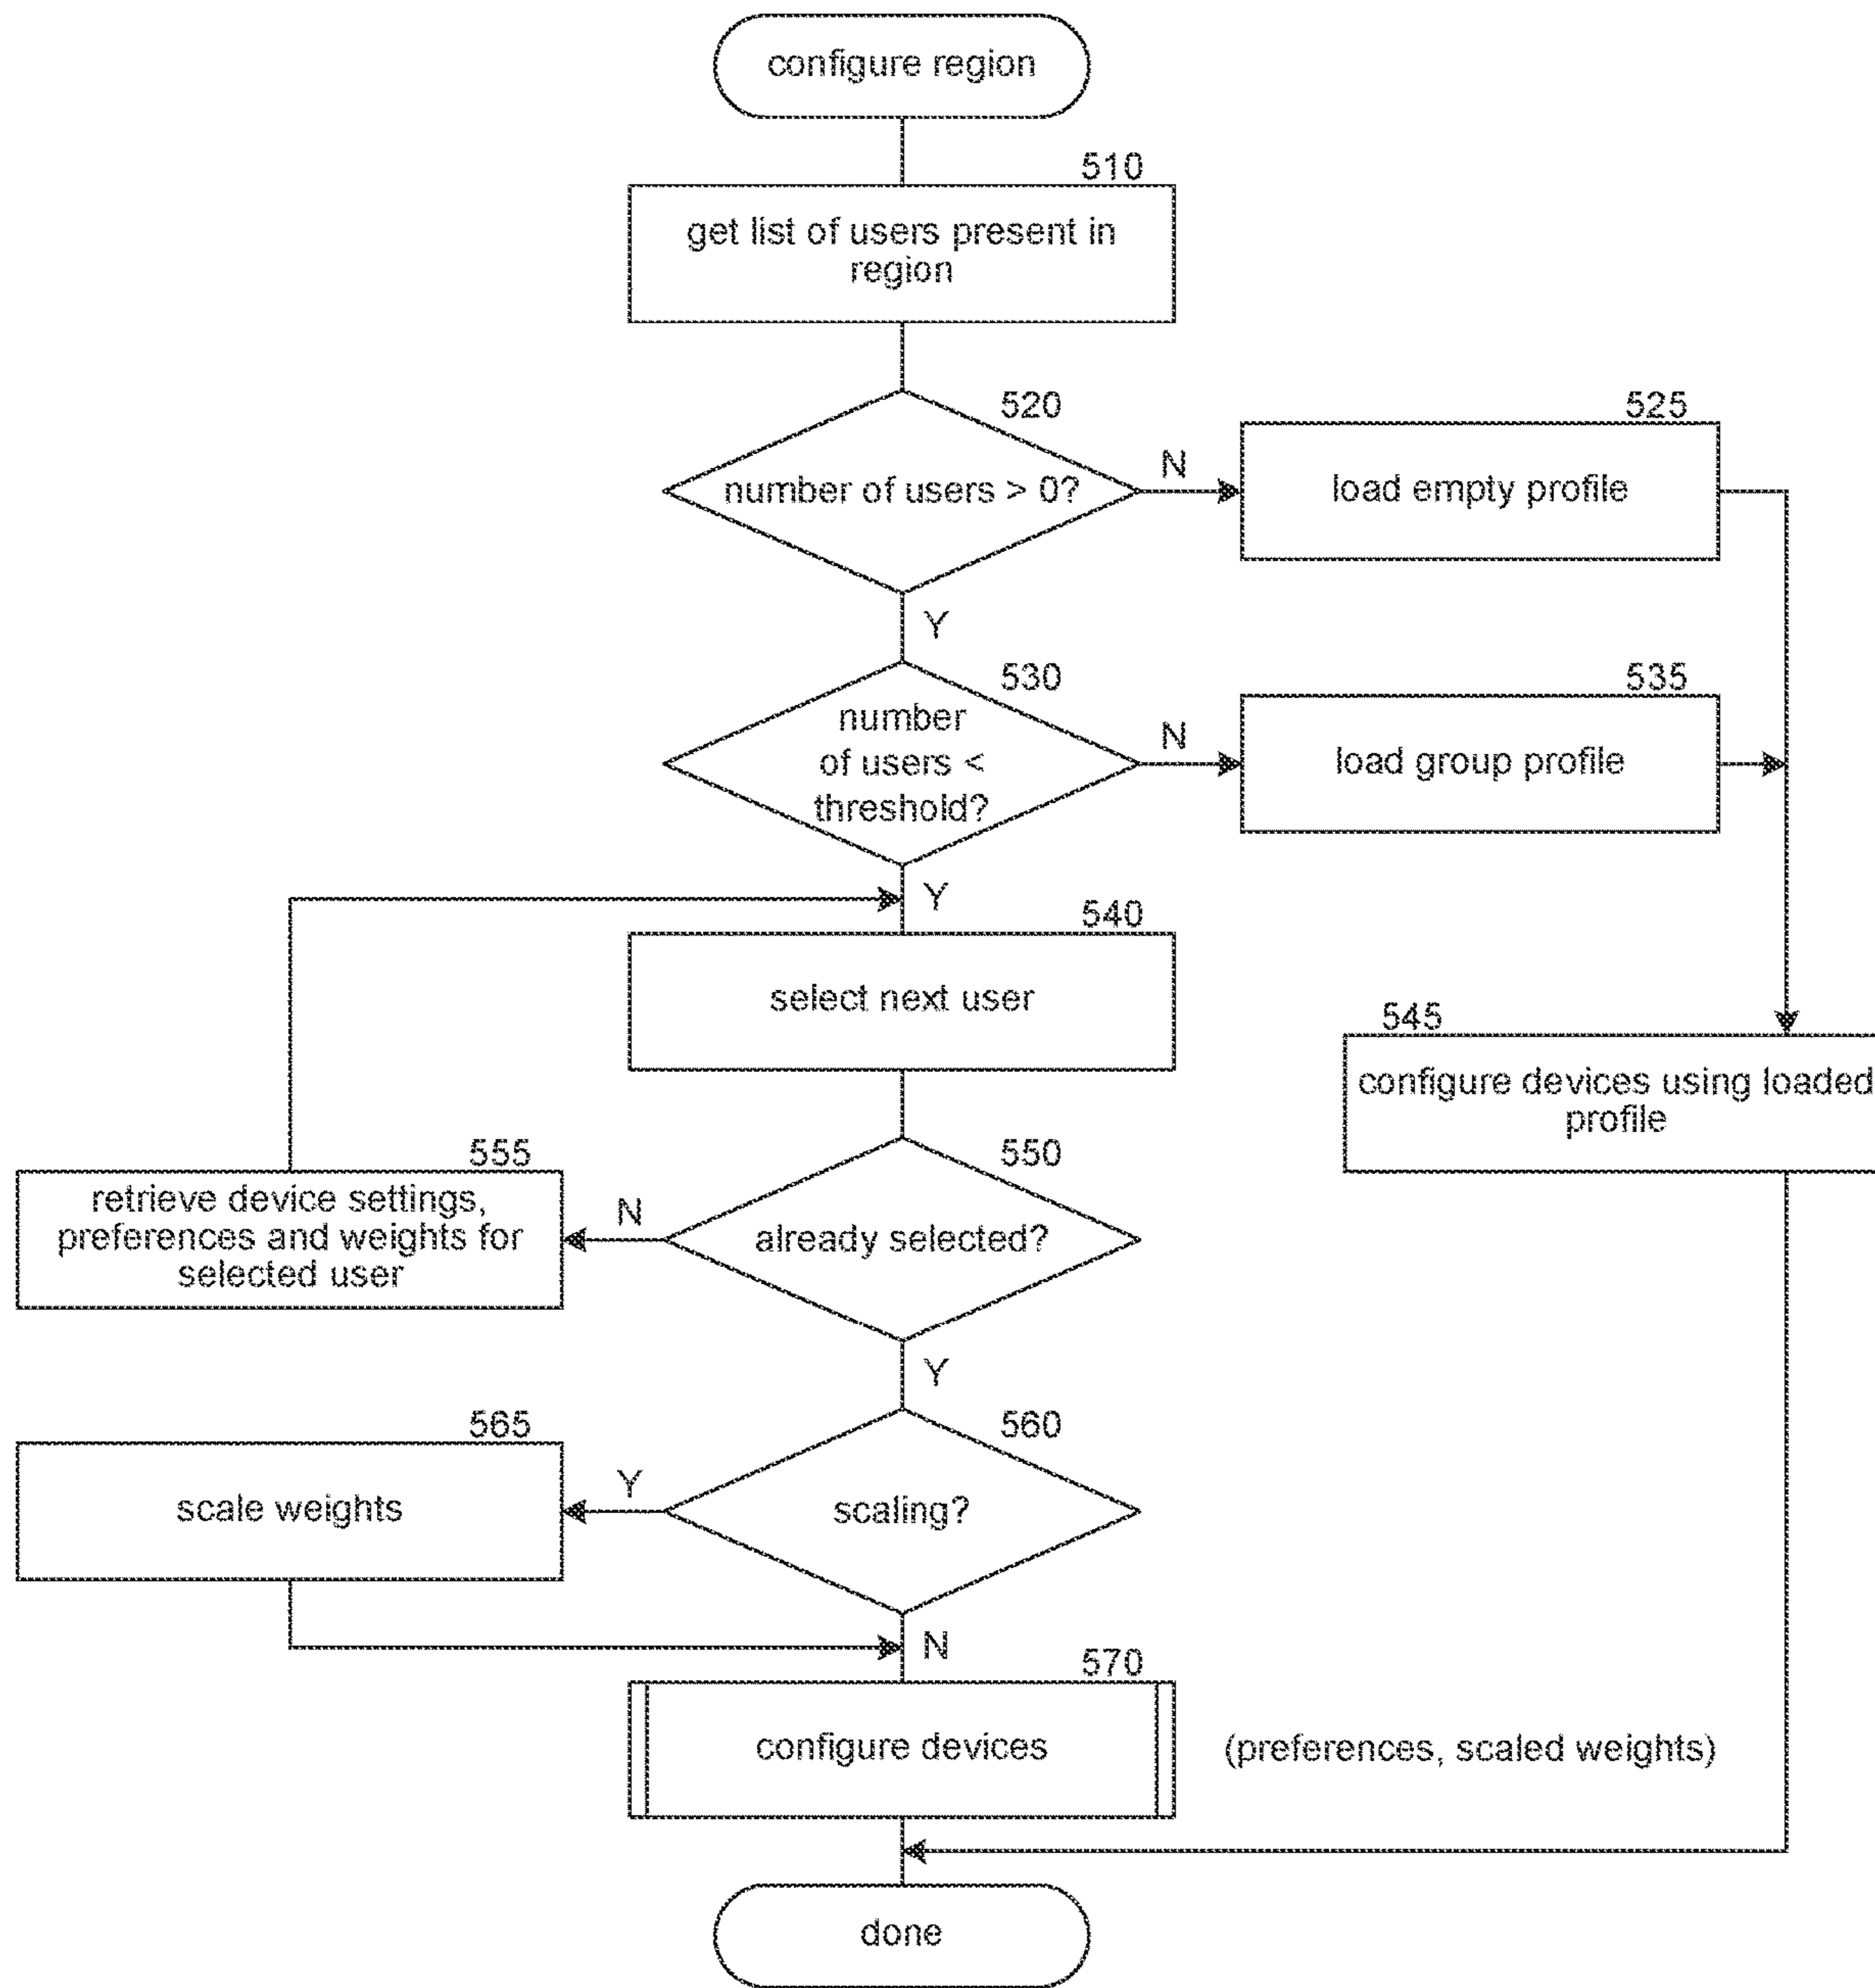 configure region
510
get list of users present in
region
520
number of users > 0?
N
525
load empty profile
Y
530
number
of users <
threshold?
N
535
load group profile
Y
540
select next user
545
configure devices using loaded
profile
550
already selected?
N
555
retrieve device settings,
preferences and weights for
selected user
Y
560
scaling?
Y
565
scale weights
N
570
configure devices
(preferences, scaled weights)
done